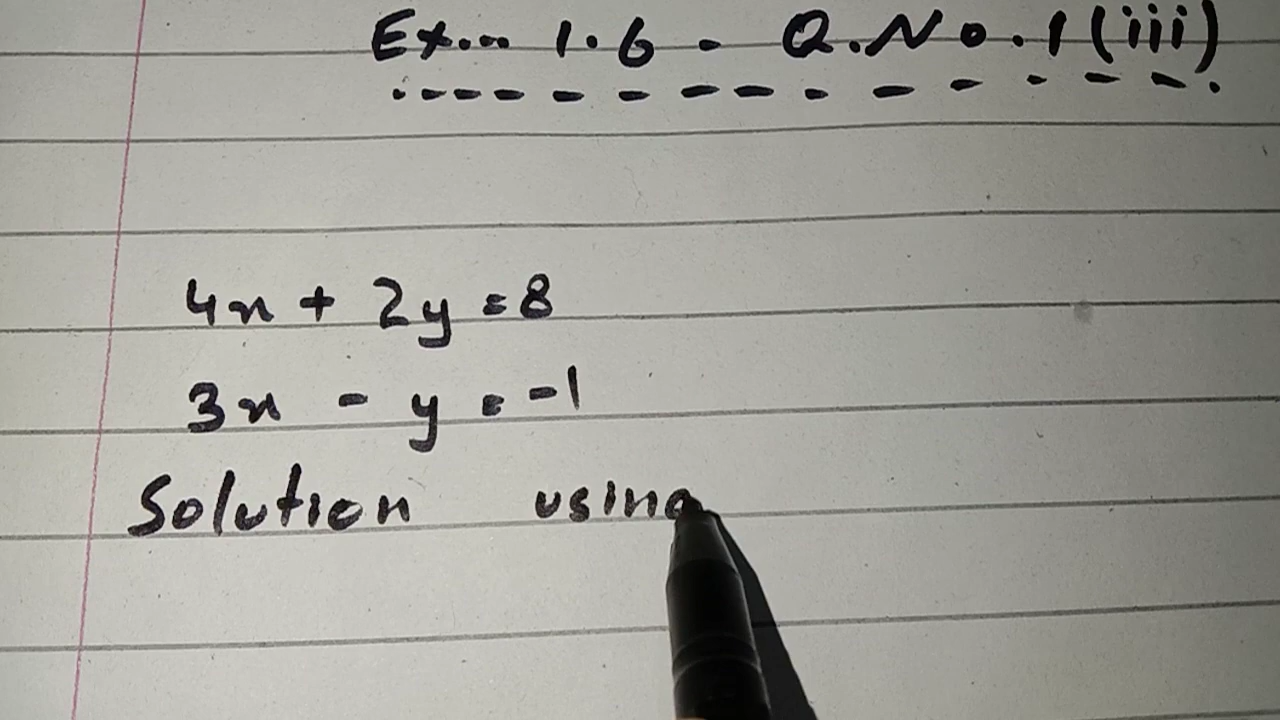 Ex... 1.6 - Q.No.1(iii)
4x + 2y = 8
3x - y = -1
Solution using